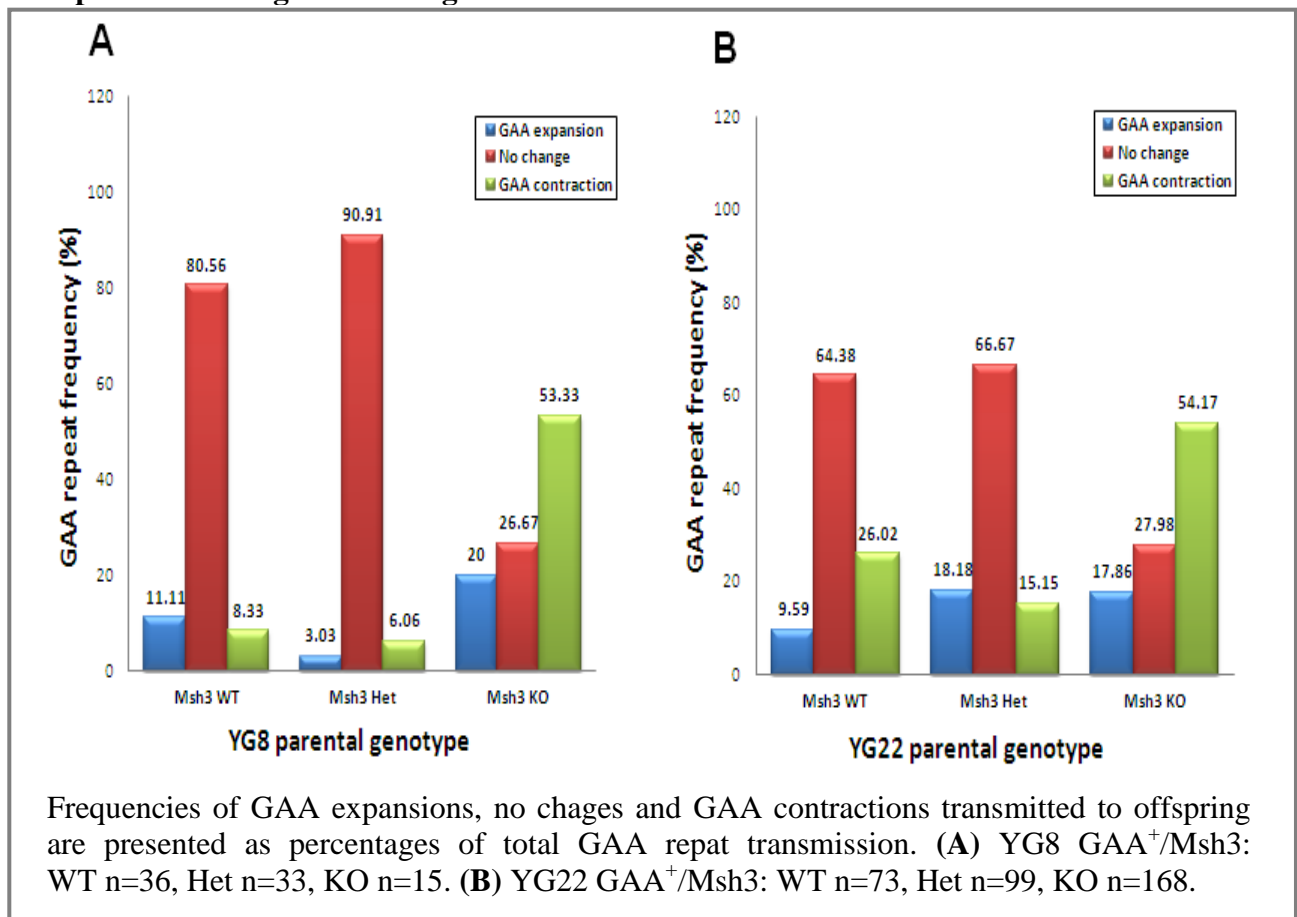 A
120
100
80
60
40
20
0
GAA repeat frequency (%)
GAA expansion
No change
GAA contraction
11.11
80.56
8.33
3.03
90.91
6.06
20
26.67
53.33
Msh3 WT
Msh3 Het
Msh3 KO
YG8 parental genotype
B
120
100
80
60
40
20
0
GAA repeat frequency (%)
GAA expansion
No change
GAA contraction
9.59
64.38
26.02
18.18
66.67
15.15
17.86
27.98
54.17
Msh3 WT
Msh3 Het
Msh3 KO
YG22 parental genotype
Frequencies of GAA expansions, no chages and GAA contractions transmitted to offspring
are presented as percentages of total GAA repat transmission. (A) YG8 GAA⁺/Msh3:
WT n=36, Het n=33, KO n=15. (B) YG22 GAA⁺/Msh3: WT n=73, Het n=99, KO n=168.